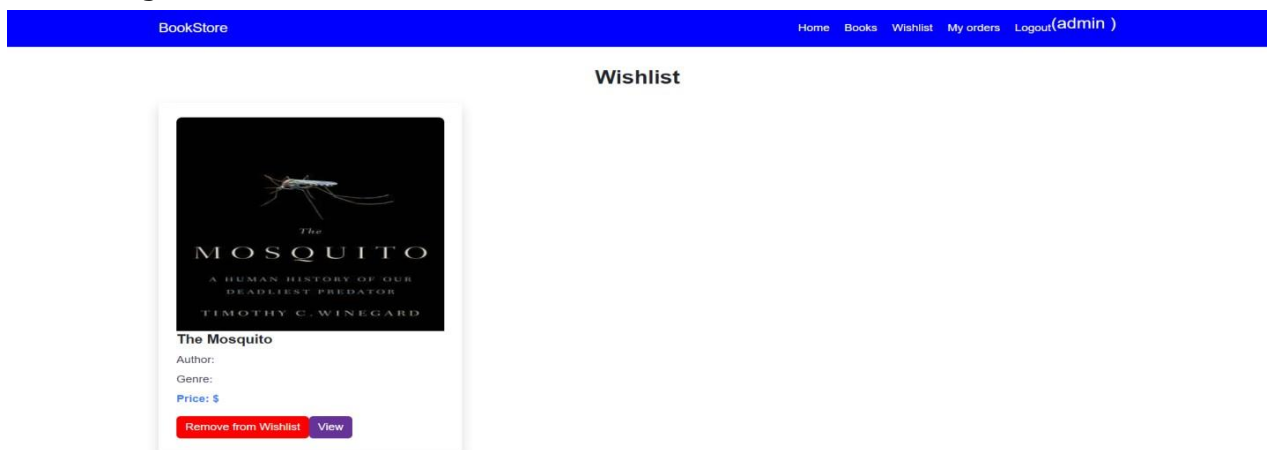 BookStore Home Books Wishlist My orders Logout(admin )
Wishlist
The
MOSQUITO
A HUMAN HISTORY OF OUR
DEADLIEST PREDATOR
TIMOTHY C. WINEGARD
The Mosquito
Author:
Genre:
Price: $
Remove from Wishlist View